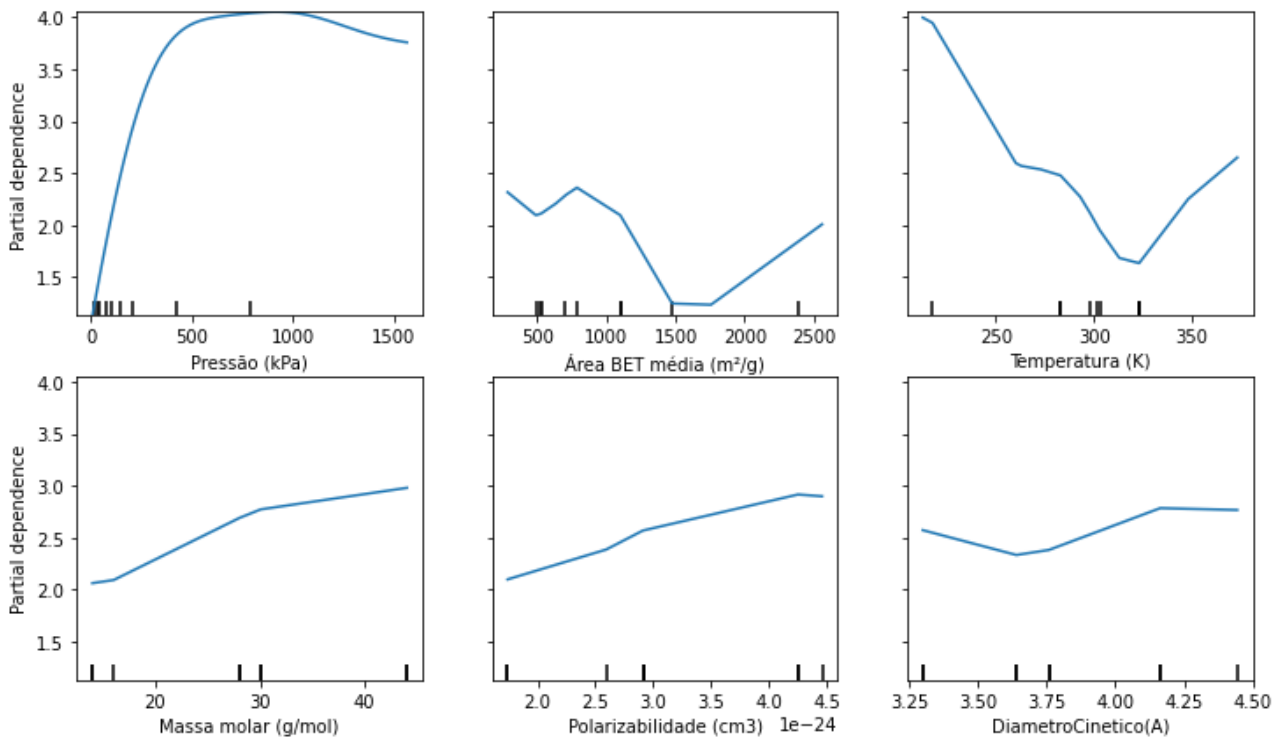 4.0
3.5
3.0
2.5
2.0
1.5
Partial dependence
0 500 1000 1500
Pressão (kPa)
500 1000 1500 2000 2500
Área BET média (m²/g)
250 300 350
Temperatura (K)
4.0
3.5
3.0
2.5
2.0
1.5
Partial dependence
20 30 40
Massa molar (g/mol)
2.0 2.5 3.0 3.5 4.0 4.5
1e−24
Polarizabilidade (cm3)
3.25 3.50 3.75 4.00 4.25 4.50
DiametroCinetico(A)